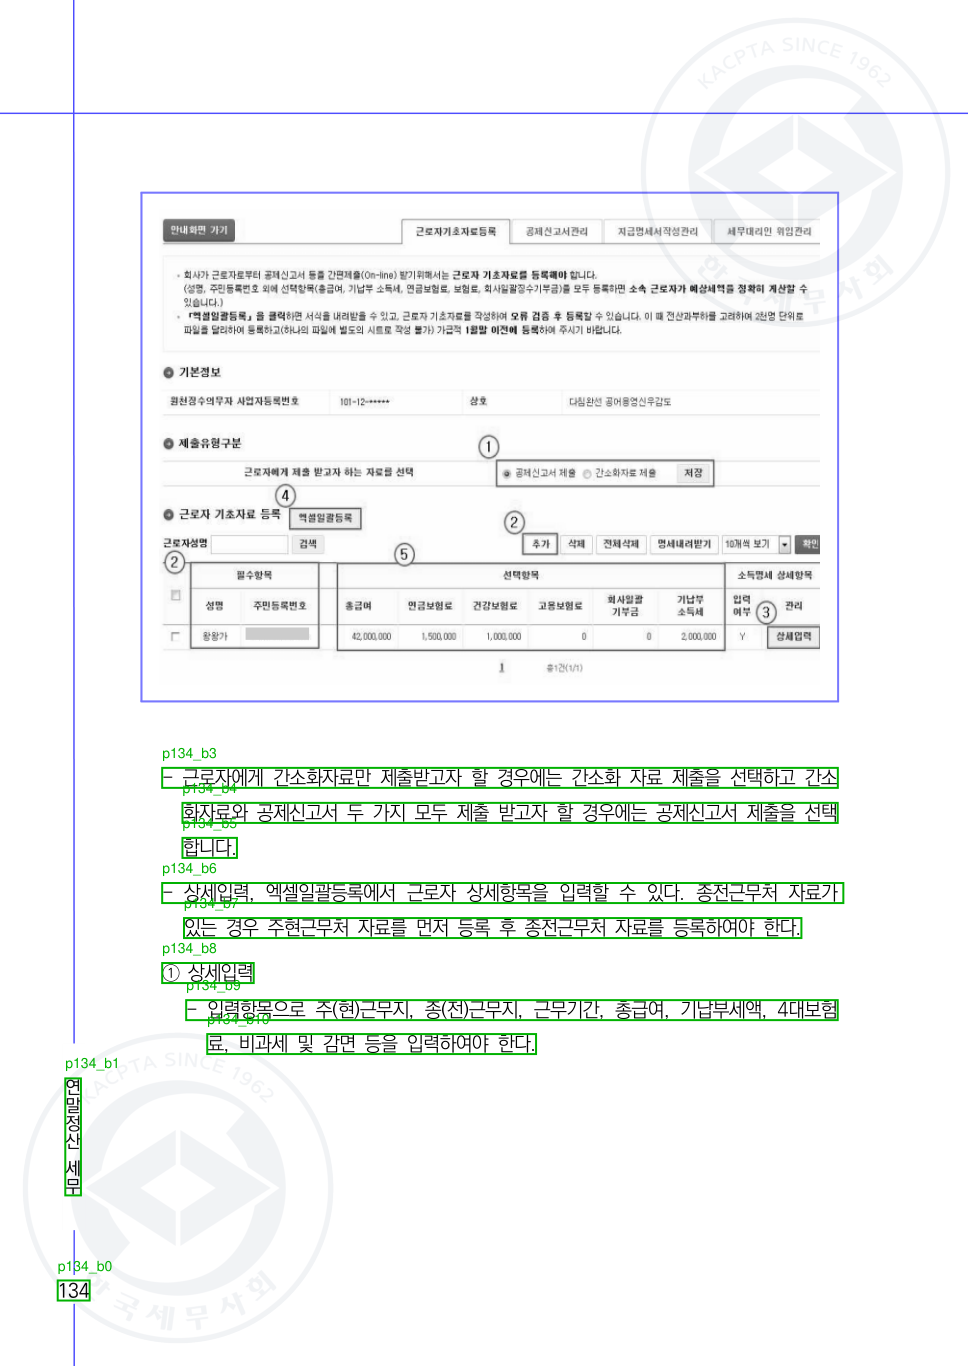 KACPTA SINCE 1962
한국세무사회
안내화면 가기
근로자기초자료등록 공제신고서관리 지급명세서작성관리 세무대리인 위임관리
- 회사가 근로자로부터 공제신고서 등을 간편제출(On-line) 받기위해서는 근로자 기초자료를 등록해야 합니다.
(성명, 주민등록번호 외에 선택항목(총급여, 기납부 소득세, 연금보험료, 보험료, 회사일괄징수기부금)을 모두 등록하면 소속 근로자가 예상세액을 정확히 계산할 수
있습니다.)
- 「엑셀일괄등록」을 클릭하면 서식을 내려받을 수 있고, 근로자 기초자료를 작성하여 오류 검증 후 등록할 수 있습니다. 이 때 전산과부하를 고려하여 2천명 단위로
파일을 달리하여 등록하고(하나의 파일에 별도의 시트로 작성 불가) 가급적 1월말 이전에 등록하여 주시기 바랍니다.
기본정보
원천징수의무자 사업자등록번호 101-12-***** 상호
제출유형구분
①
근로자에게 제출 받고자 하는 자료를 선택 공제신고서 제출 간소화자료 제출 저장
④
근로자 기초자료 등록 엑셀일괄등록
②
근로자성명 검색 추가 삭제 전체삭제 명세내려받기 10개씩 보기 확인
② ⑤
필수항목 선택항목 소득명세 상세항목
성명 주민등록번호 총급여 연금보험료 건강보험료 고용보험료 회사일괄 기부금 기납부 소득세 입력 여부 ③ 관리
왕왕가 42,000,000 1,500,000 1,000,000 0 0 2,000,000 Y 상세입력
1 총1건(1/1)
p134_b3
- 근로자에게 간소화자료만 제출받고자 할 경우에는 간소화 자료 제출을 선택하고 간소
p134_b4
화자료와 공제신고서 두 가지 모두 제출 받고자 할 경우에는 공제신고서 제출을 선택
p134_b5
합니다.
p134_b6
- 상세입력, 엑셀일괄등록에서 근로자 상세항목을 입력할 수 있다. 종전근무처 자료가
p134_b7
있는 경우 주현근무처 자료를 먼저 등록 후 종전근무처 자료를 등록하여야 한다.
p134_b8
① 상세입력
p134_b9
- 입력항목으로 주(현)근무지, 종(전)근무지, 근무기간, 총급여, 기납부세액, 4대보험
p134_b10
료, 비과세 및 감면 등을 입력하여야 한다.
p134_b1
연말정산 세무
KACPTA SINCE 1962
한국세무사회
p134_b0
134